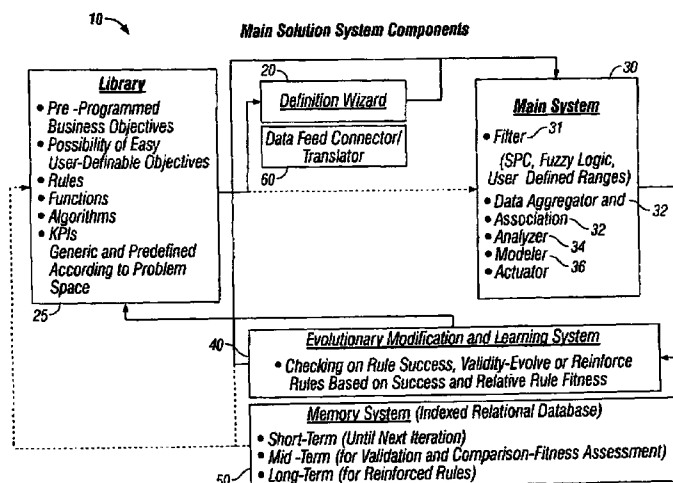 10
Main Solution System Components
Library
• Pre -Programmed
Business Objectives
• Possibility of Easy
User-Definable Objectives
• Rules
• Functions
• Algorithms
• KPIs
Generic and Predefined
According to Problem
Space
25
20
Definition Wizard
Data Feed Connector/
Translator
60
30
Main System
• Filter 31
(SPC, Fuzzy Logic,
User Defined Ranges)
• Data Aggregator and 32
• Association 32
• Analyzer 34
• Modeler 36
• Actuator
40
Evolutionary Modification and Learning System
• Checking on Rule Success, Validity-Evolve or Reinforce
Rules Based on Success and Relative Rule Fitness
Memory System (Indexed Relational Database)
• Short-Term (Until Next Iteration)
• Mid -Term (for Validation and Comparison-Fitness Assessment)
• Long-Term (for Reinforced Rules)
50